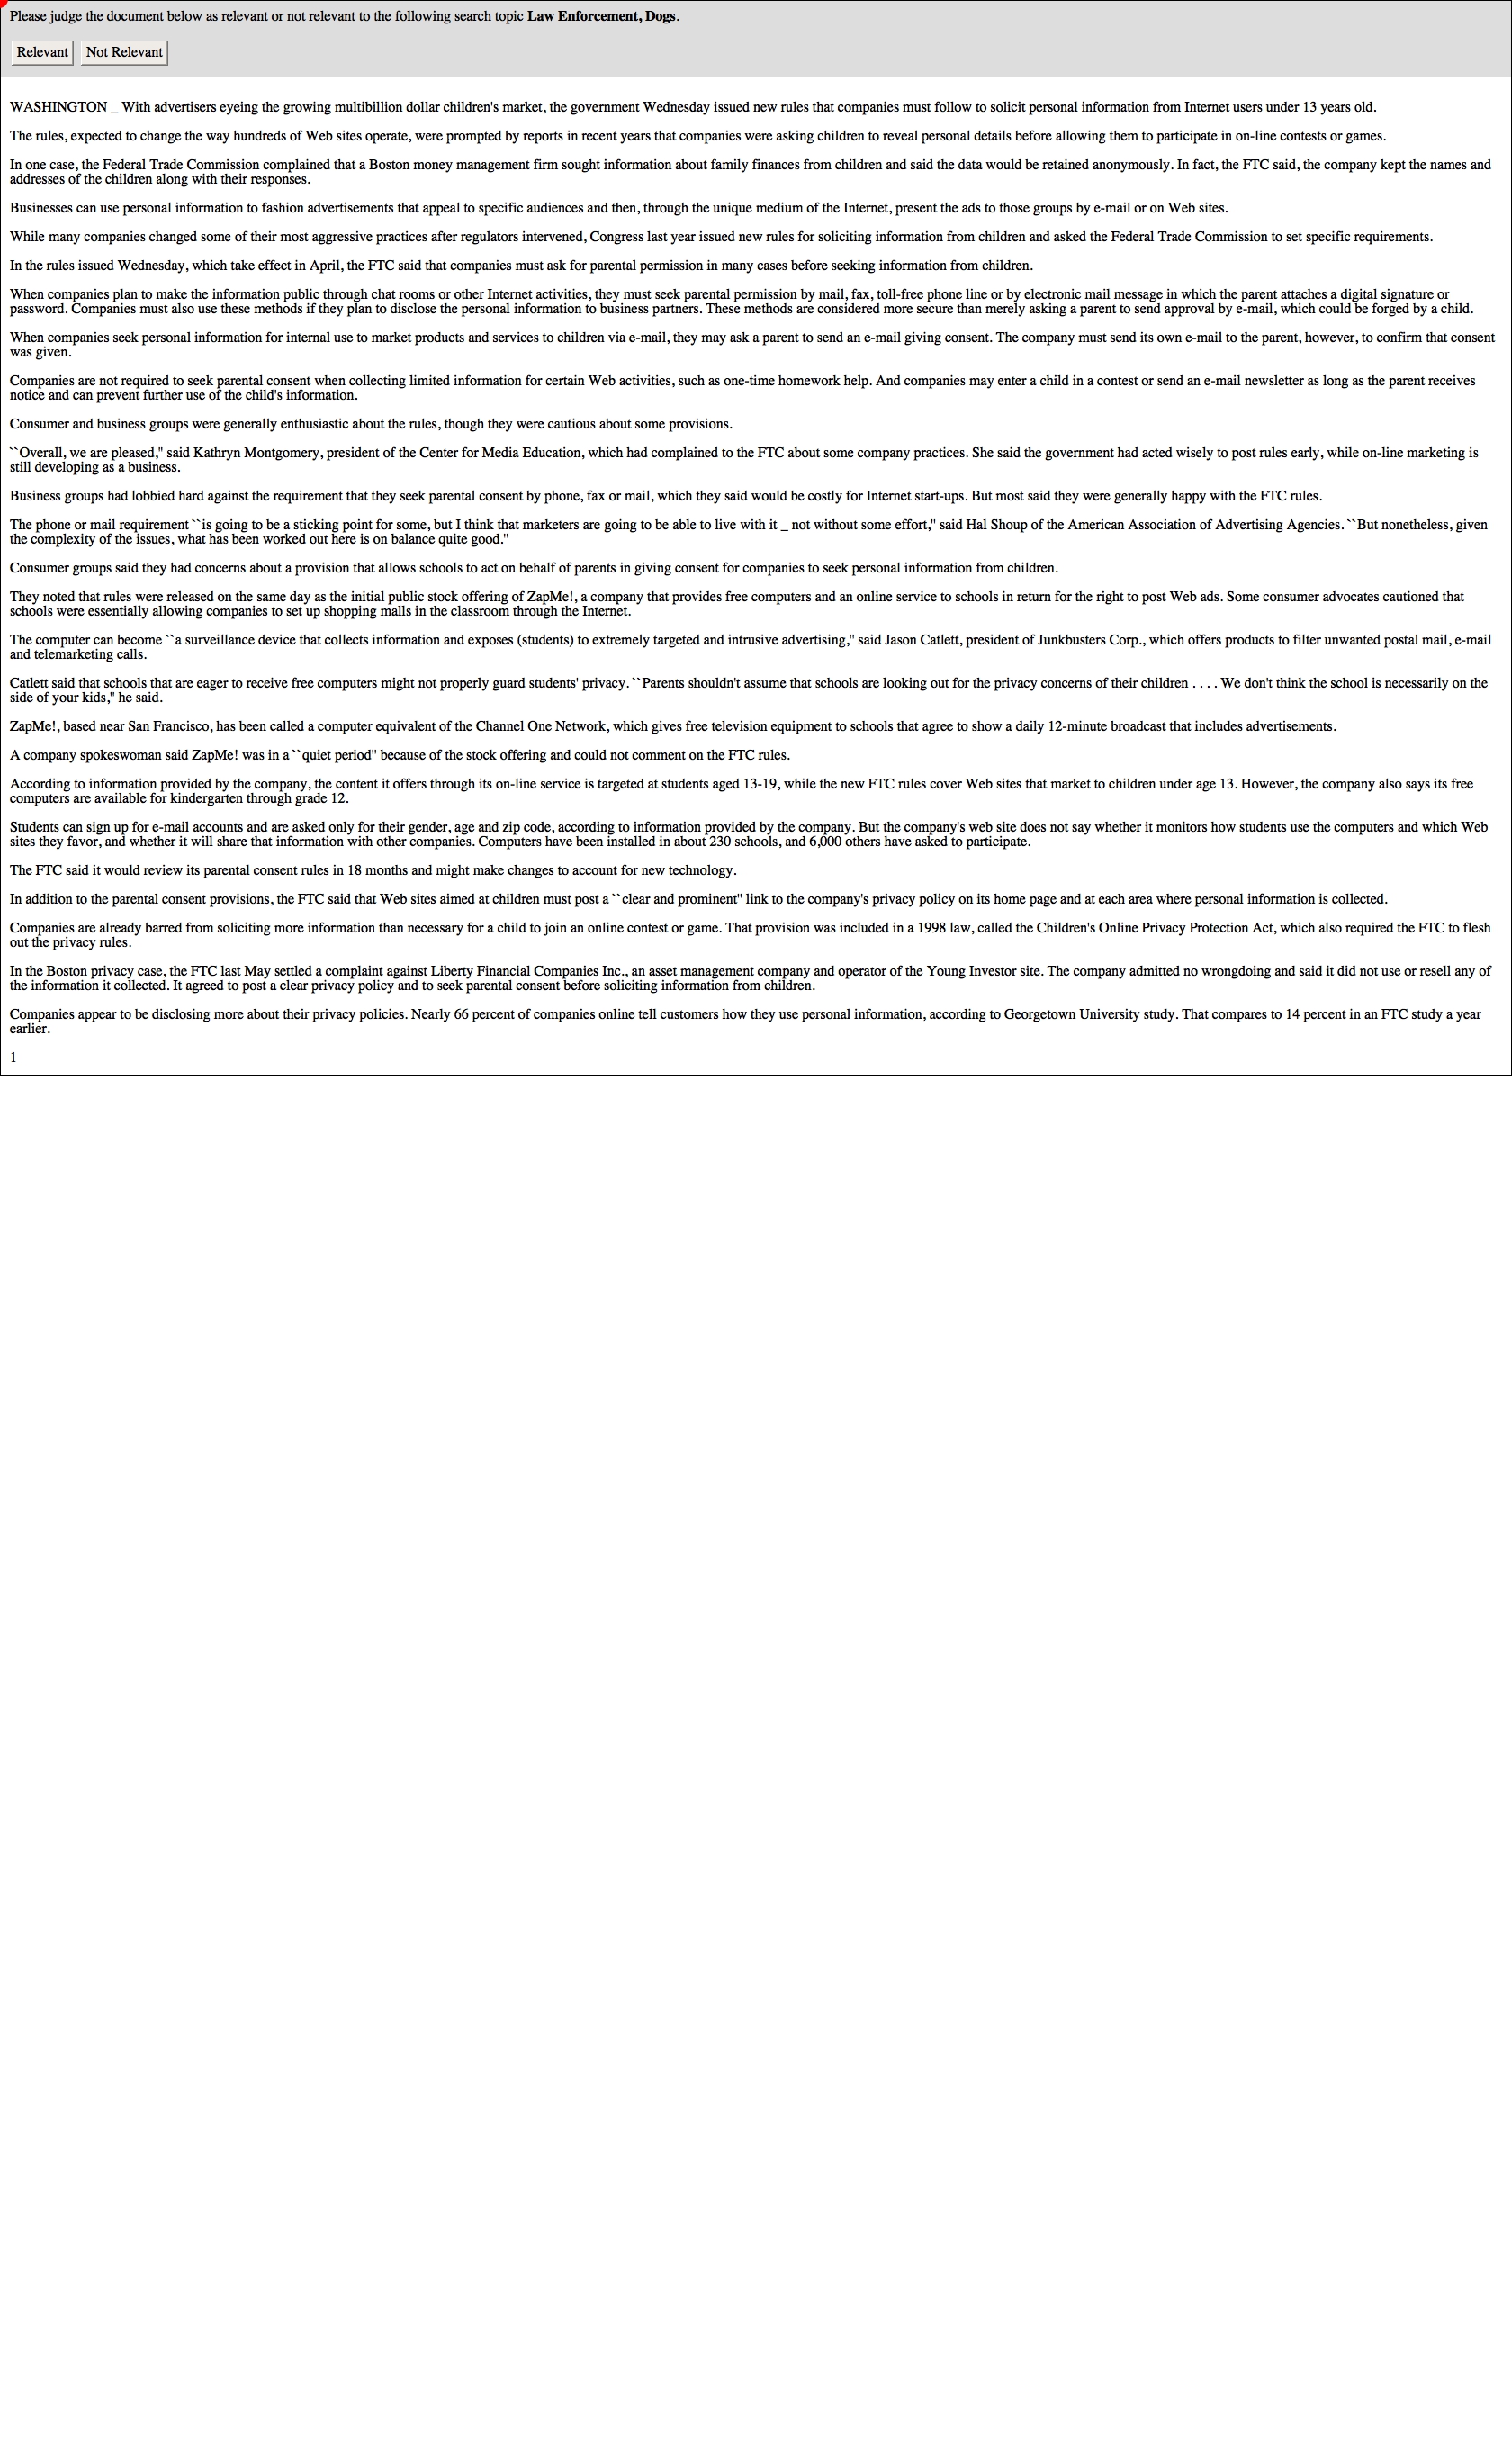 Please judge the document below as relevant or not relevant to the following search topic Law Enforcement, Dogs.
Relevant Not Relevant
WASHINGTON _ With advertisers eyeing the growing multibillion dollar children's market, the government Wednesday issued new rules that companies must follow to solicit personal information from Internet users under 13 years old.
The rules, expected to change the way hundreds of Web sites operate, were prompted by reports in recent years that companies were asking children to reveal personal details before allowing them to participate in on-line contests or games.
In one case, the Federal Trade Commission complained that a Boston money management firm sought information about family finances from children and said the data would be retained anonymously. In fact, the FTC said, the company kept the names and
addresses of the children along with their responses.
Businesses can use personal information to fashion advertisements that appeal to specific audiences and then, through the unique medium of the Internet, present the ads to those groups by e-mail or on Web sites.
While many companies changed some of their most aggressive practices after regulators intervened, Congress last year issued new rules for soliciting information from children and asked the Federal Trade Commission to set specific requirements.
In the rules issued Wednesday, which take effect in April, the FTC said that companies must ask for parental permission in many cases before seeking information from children.
When companies plan to make the information public through chat rooms or other Internet activities, they must seek parental permission by mail, fax, toll-free phone line or by electronic mail message in which the parent attaches a digital signature or
password. Companies must also use these methods if they plan to disclose the personal information to business partners. These methods are considered more secure than merely asking a parent to send approval by e-mail, which could be forged by a child.
When companies seek personal information for internal use to market products and services to children via e-mail, they may ask a parent to send an e-mail giving consent. The company must send its own e-mail to the parent, however, to confirm that consent
was given.
Companies are not required to seek parental consent when collecting limited information for certain Web activities, such as one-time homework help. And companies may enter a child in a contest or send an e-mail newsletter as long as the parent receives
notice and can prevent further use of the child's information.
Consumer and business groups were generally enthusiastic about the rules, though they were cautious about some provisions.
``Overall, we are pleased,'' said Kathryn Montgomery, president of the Center for Media Education, which had complained to the FTC about some company practices. She said the government had acted wisely to post rules early, while on-line marketing is
still developing as a business.
Business groups had lobbied hard against the requirement that they seek parental consent by phone, fax or mail, which they said would be costly for Internet start-ups. But most said they were generally happy with the FTC rules.
The phone or mail requirement ``is going to be a sticking point for some, but I think that marketers are going to be able to live with it _ not without some effort,'' said Hal Shoup of the American Association of Advertising Agencies. ``But nonetheless, given
the complexity of the issues, what has been worked out here is on balance quite good.''
Consumer groups said they had concerns about a provision that allows schools to act on behalf of parents in giving consent for companies to seek personal information from children.
They noted that rules were released on the same day as the initial public stock offering of ZapMe!, a company that provides free computers and an online service to schools in return for the right to post Web ads. Some consumer advocates cautioned that
schools were essentially allowing companies to set up shopping malls in the classroom through the Internet.
The computer can become ``a surveillance device that collects information and exposes (students) to extremely targeted and intrusive advertising,'' said Jason Catlett, president of Junkbusters Corp., which offers products to filter unwanted postal mail, e-mail
and telemarketing calls.
Catlett said that schools that are eager to receive free computers might not properly guard students' privacy. ``Parents shouldn't assume that schools are looking out for the privacy concerns of their children . . . . We don't think the school is necessarily on the
side of your kids,'' he said.
ZapMe!, based near San Francisco, has been called a computer equivalent of the Channel One Network, which gives free television equipment to schools that agree to show a daily 12-minute broadcast that includes advertisements.
A company spokeswoman said ZapMe! was in a ``quiet period'' because of the stock offering and could not comment on the FTC rules.
According to information provided by the company, the content it offers through its on-line service is targeted at students aged 13-19, while the new FTC rules cover Web sites that market to children under age 13. However, the company also says its free
computers are available for kindergarten through grade 12.
Students can sign up for e-mail accounts and are asked only for their gender, age and zip code, according to information provided by the company. But the company's web site does not say whether it monitors how students use the computers and which Web
sites they favor, and whether it will share that information with other companies. Computers have been installed in about 230 schools, and 6,000 others have asked to participate.
The FTC said it would review its parental consent rules in 18 months and might make changes to account for new technology.
In addition to the parental consent provisions, the FTC said that Web sites aimed at children must post a ``clear and prominent'' link to the company's privacy policy on its home page and at each area where personal information is collected.
Companies are already barred from soliciting more information than necessary for a child to join an online contest or game. That provision was included in a 1998 law, called the Children's Online Privacy Protection Act, which also required the FTC to flesh
out the privacy rules.
In the Boston privacy case, the FTC last May settled a complaint against Liberty Financial Companies Inc., an asset management company and operator of the Young Investor site. The company admitted no wrongdoing and said it did not use or resell any of
the information it collected. It agreed to post a clear privacy policy and to seek parental consent before soliciting information from children.
Companies appear to be disclosing more about their privacy policies. Nearly 66 percent of companies online tell customers how they use personal information, according to Georgetown University study. That compares to 14 percent in an FTC study a year
earlier.
1